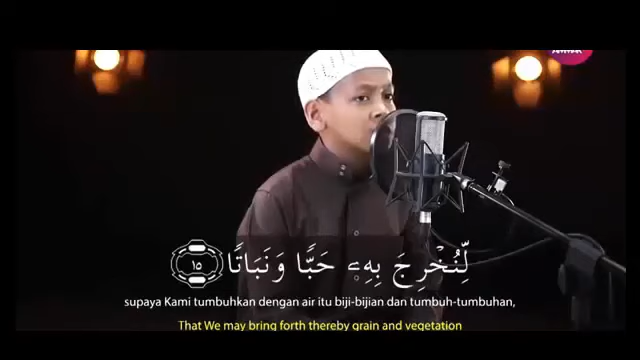 لِّنُخْرِجَ بِهِۦ حَبًّا وَنَبَاتًا ١٥
supaya Kami tumbuhkan dengan air itu biji-bijian dan tumbuh-tumbuhan,
That We may bring forth thereby grain and vegetation